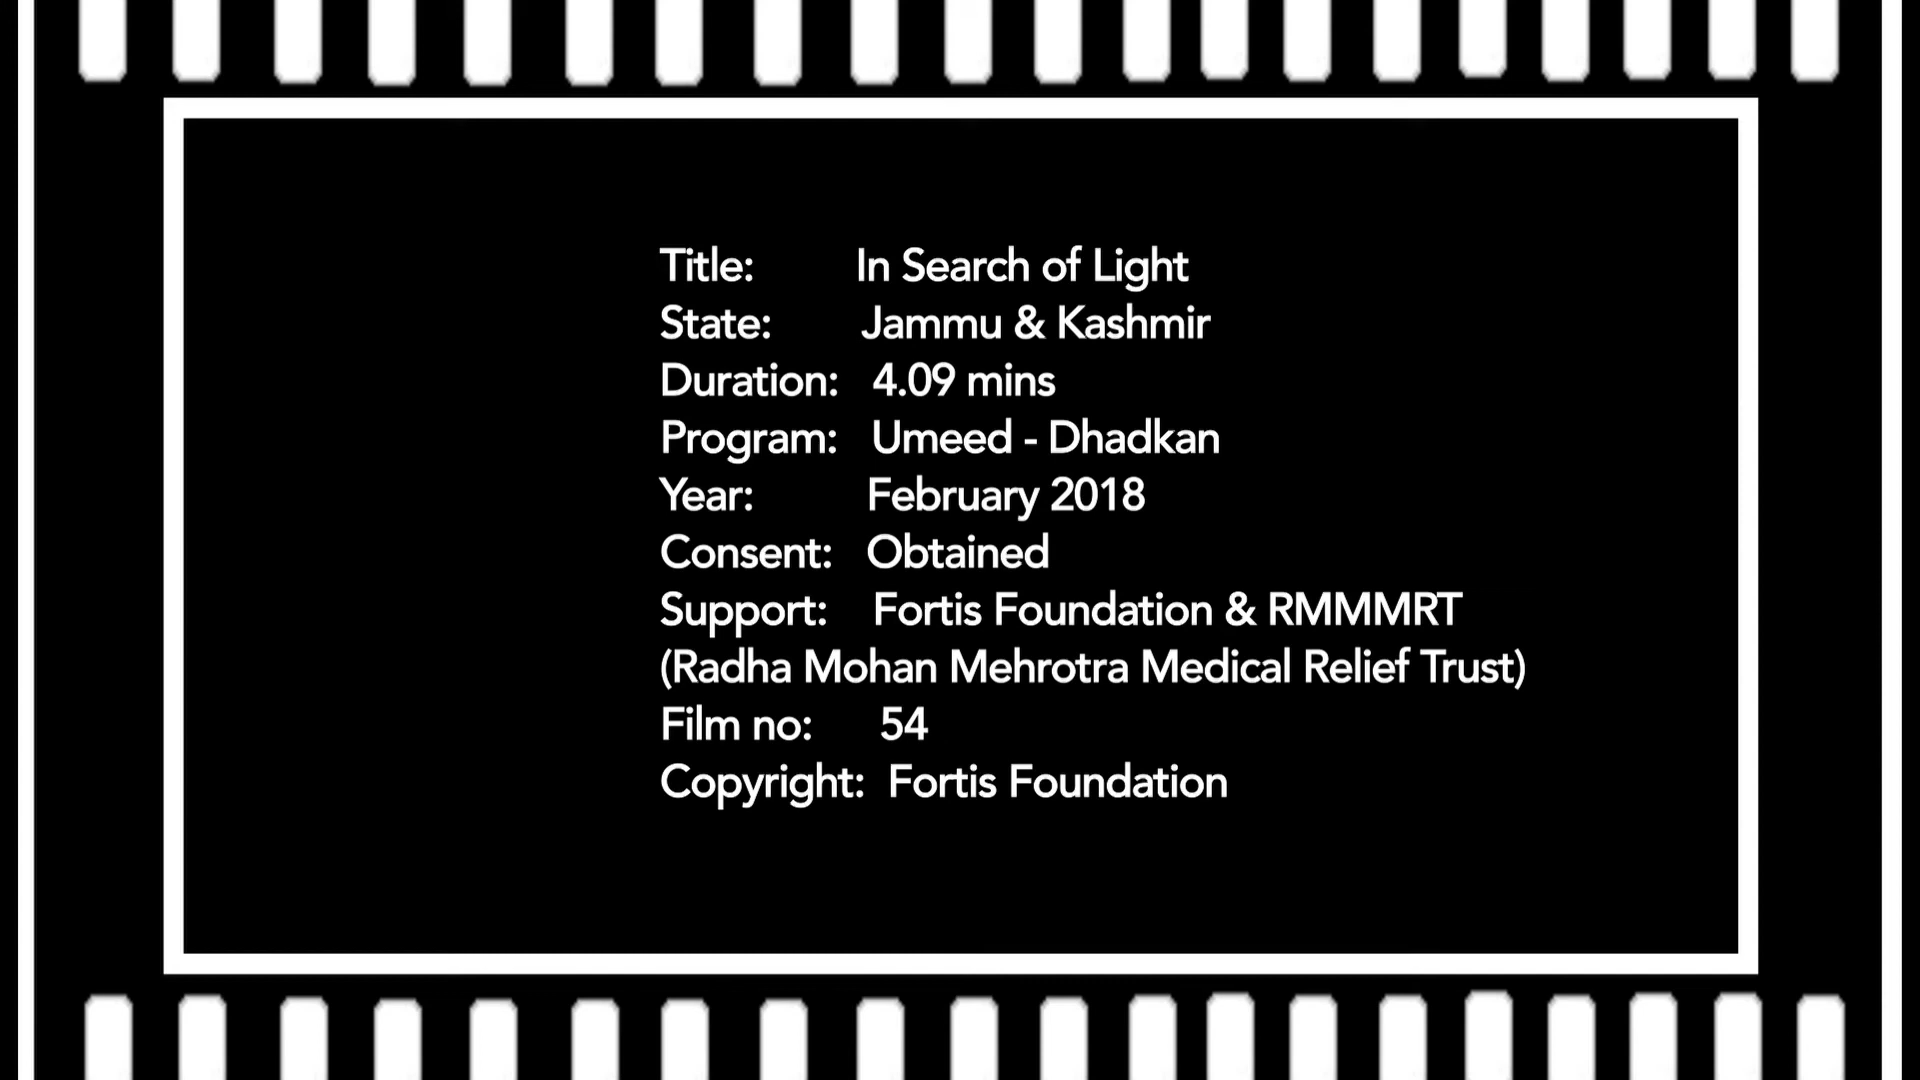 Title: In Search of Light
State: Jammu & Kashmir
Duration: 4.09 mins
Program: Umeed - Dhadkan
Year: February 2018
Consent: Obtained
Support: Fortis Foundation & RMMMRT
(Radha Mohan Mehrotra Medical Relief Trust)
Film no: 54
Copyright: Fortis Foundation